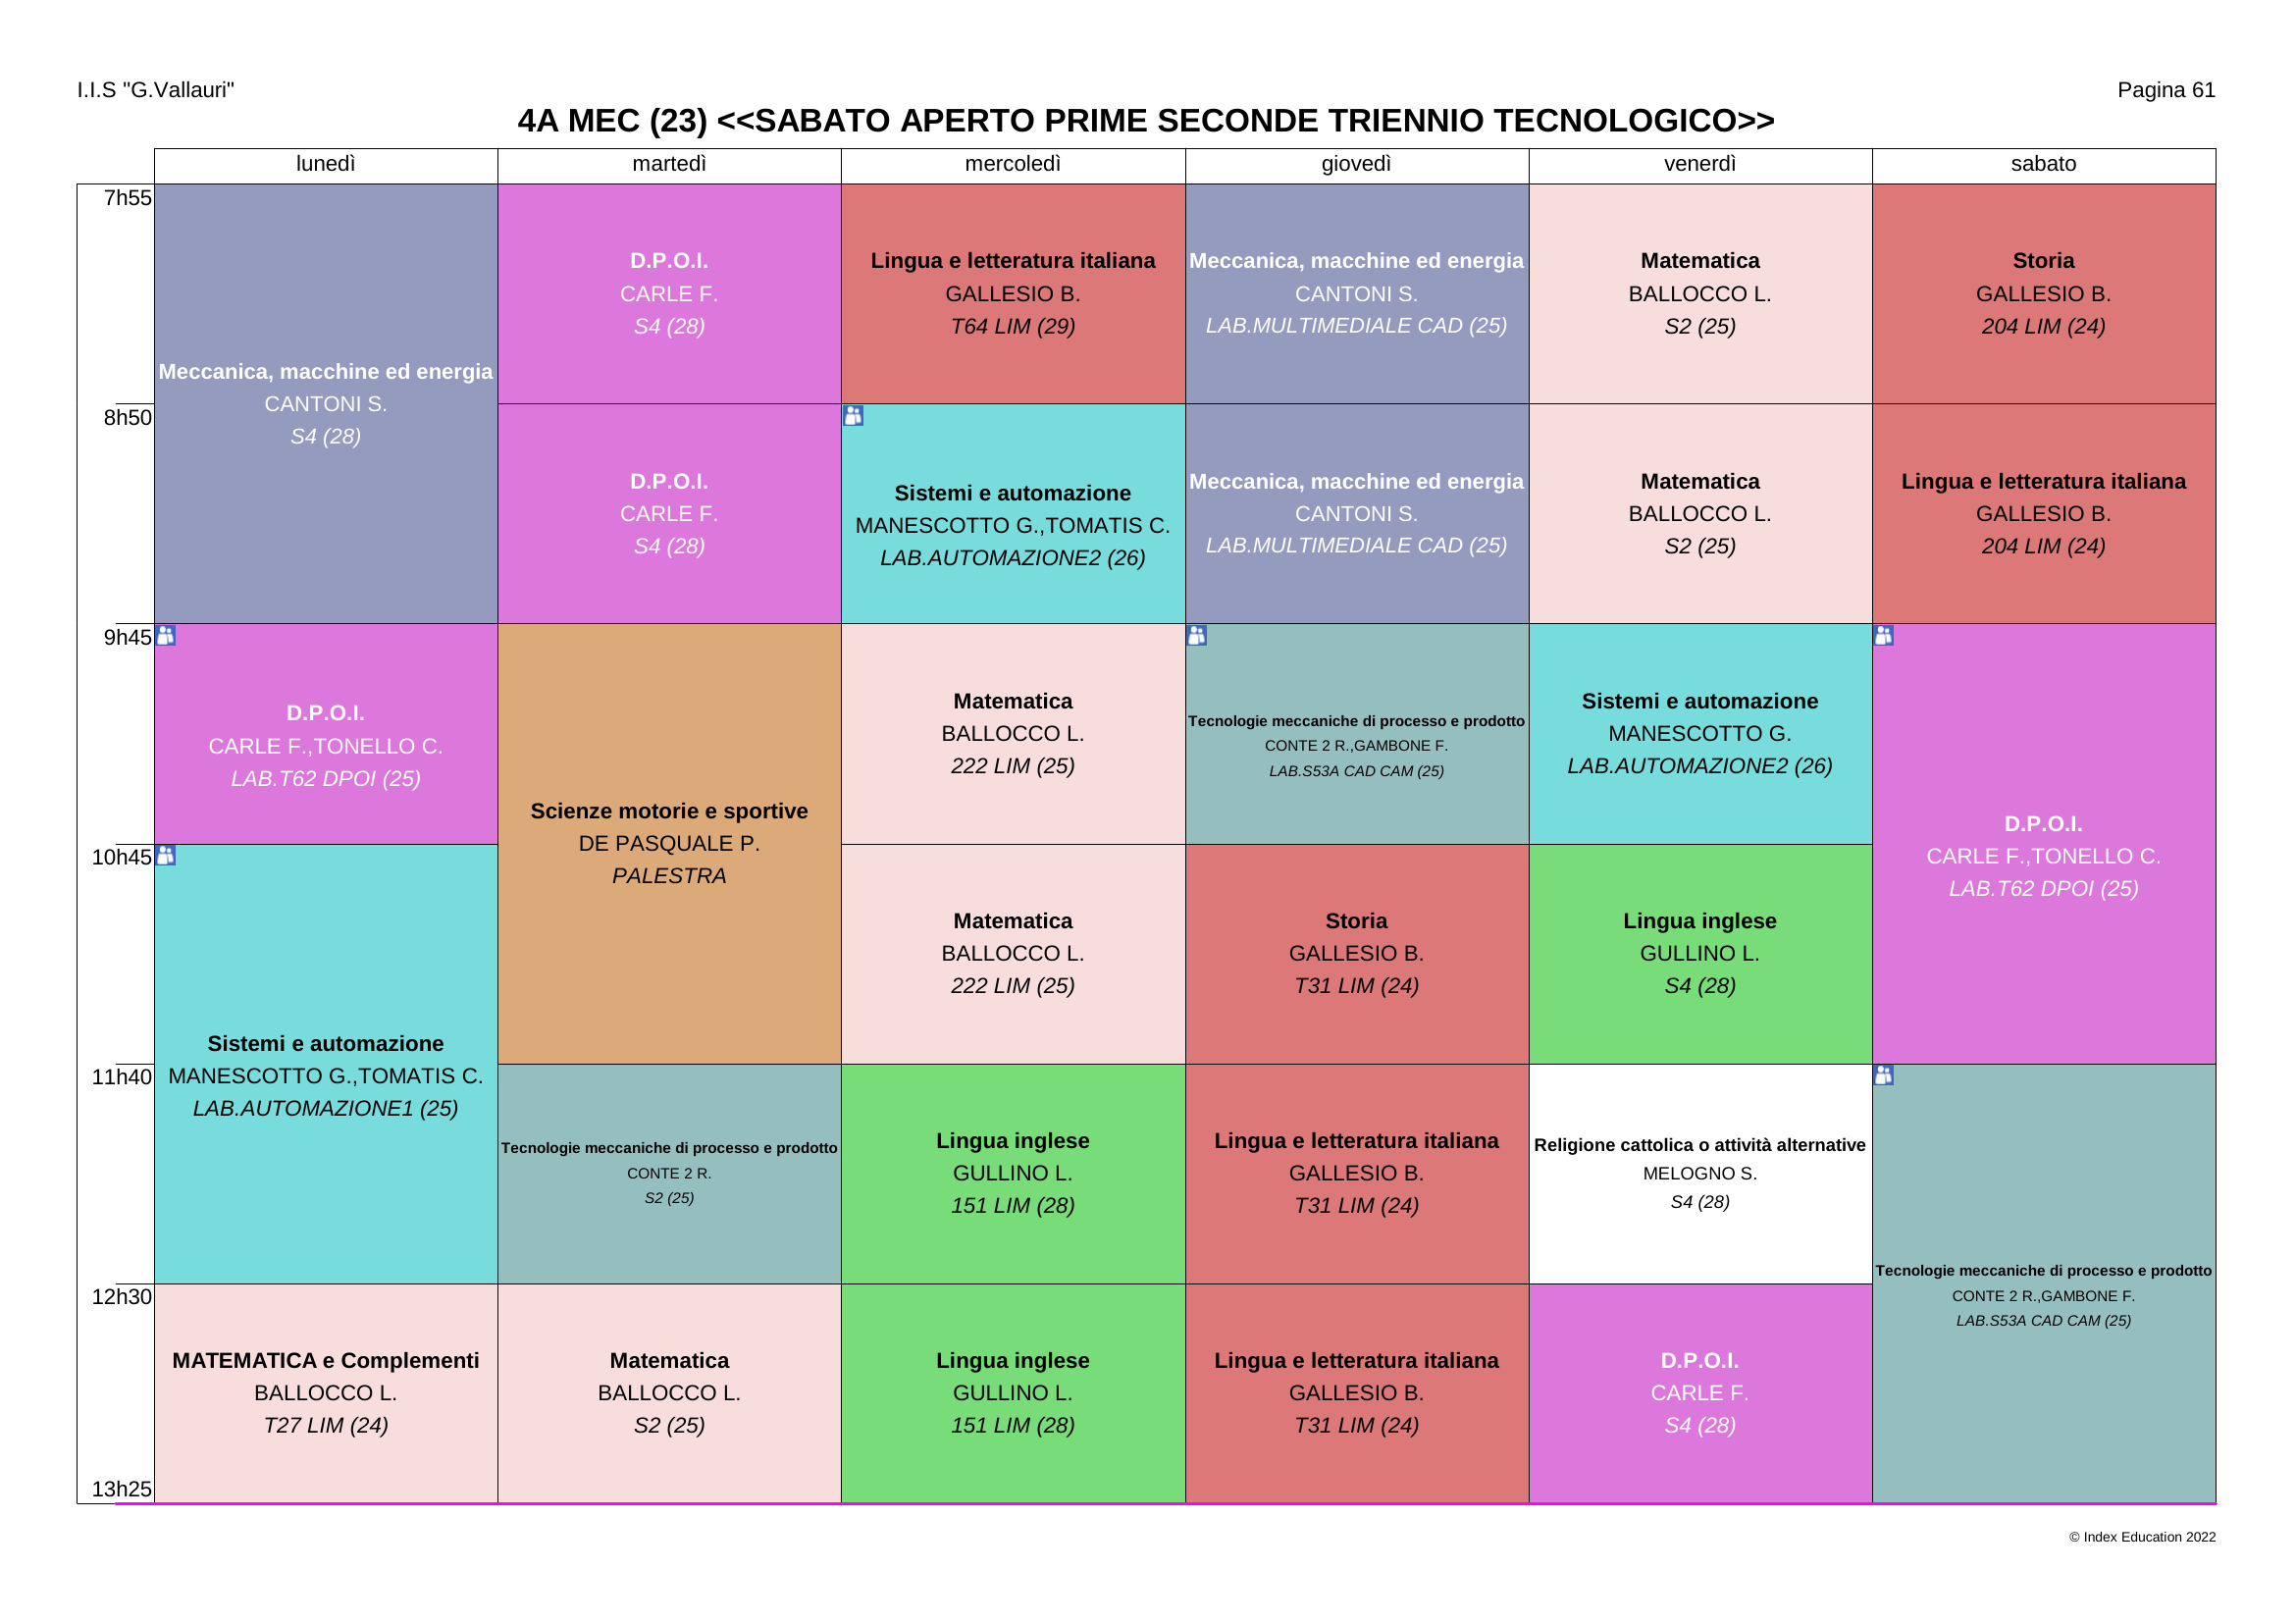 I.I.S "G.Vallauri"
Pagina 61
4A MEC (23) <<SABATO APERTO PRIME SECONDE TRIENNIO TECNOLOGICO>>
lunedì
martedì
mercoledì
giovedì
venerdì
sabato
7h55
Meccanica, macchine ed energia
CANTONI S.
S4 (28)
D.P.O.I.
CARLE F.
S4 (28)
Lingua e letteratura italiana
GALLESIO B.
T64 LIM (29)
Meccanica, macchine ed energia
CANTONI S.
LAB.MULTIMEDIALE CAD (25)
Matematica
BALLOCCO L.
S2 (25)
Storia
GALLESIO B.
204 LIM (24)
8h50
D.P.O.I.
CARLE F.
S4 (28)
Sistemi e automazione
MANESCOTTO G.,TOMATIS C.
LAB.AUTOMAZIONE2 (26)
Meccanica, macchine ed energia
CANTONI S.
LAB.MULTIMEDIALE CAD (25)
Matematica
BALLOCCO L.
S2 (25)
Lingua e letteratura italiana
GALLESIO B.
204 LIM (24)
9h45
D.P.O.I.
CARLE F.,TONELLO C.
LAB.T62 DPOI (25)
Scienze motorie e sportive
DE PASQUALE P.
PALESTRA
Matematica
BALLOCCO L.
222 LIM (25)
Tecnologie meccaniche di processo e prodotto
CONTE 2 R.,GAMBONE F.
LAB.S53A CAD CAM (25)
Sistemi e automazione
MANESCOTTO G.
LAB.AUTOMAZIONE2 (26)
D.P.O.I.
CARLE F.,TONELLO C.
LAB.T62 DPOI (25)
10h45
Sistemi e automazione
MANESCOTTO G.,TOMATIS C.
LAB.AUTOMAZIONE1 (25)
Matematica
BALLOCCO L.
222 LIM (25)
Storia
GALLESIO B.
T31 LIM (24)
Lingua inglese
GULLINO L.
S4 (28)
11h40
Tecnologie meccaniche di processo e prodotto
CONTE 2 R.
S2 (25)
Lingua inglese
GULLINO L.
151 LIM (28)
Lingua e letteratura italiana
GALLESIO B.
T31 LIM (24)
Religione cattolica o attività alternative
MELOGNO S.
S4 (28)
Tecnologie meccaniche di processo e prodotto
CONTE 2 R.,GAMBONE F.
LAB.S53A CAD CAM (25)
12h30
MATEMATICA e Complementi
BALLOCCO L.
T27 LIM (24)
Matematica
BALLOCCO L.
S2 (25)
Lingua inglese
GULLINO L.
151 LIM (28)
Lingua e letteratura italiana
GALLESIO B.
T31 LIM (24)
D.P.O.I.
CARLE F.
S4 (28)
13h25
© Index Education 2022